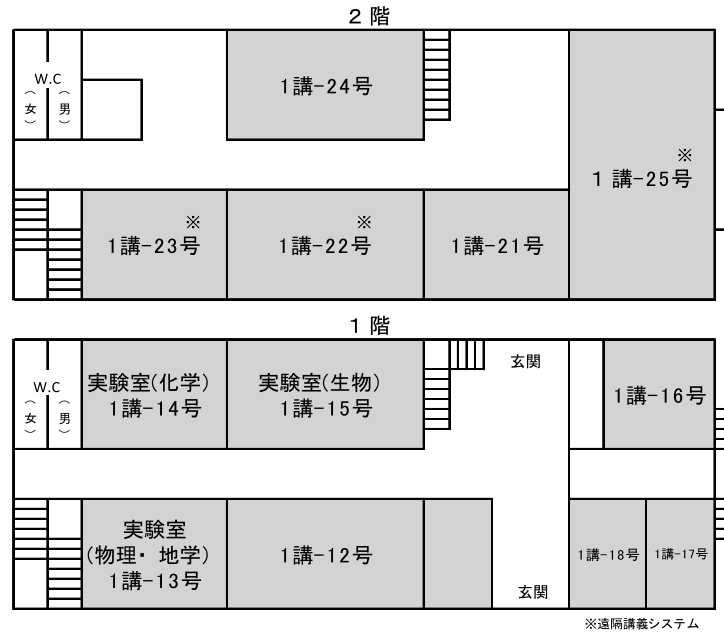 2階
W.C
(女)
(男)
1講-24号
※
1講-25号
※
1講-23号
※
1講-22号
1講-21号
1階
W.C
(女)
(男)
実験室(化学)
1講-14号
実験室(生物)
1講-15号
玄関
1講-16号
実験室
(物理・地学)
1講-13号
1講-12号
玄関
1講-18号
1講-17号
※遠隔講義システム